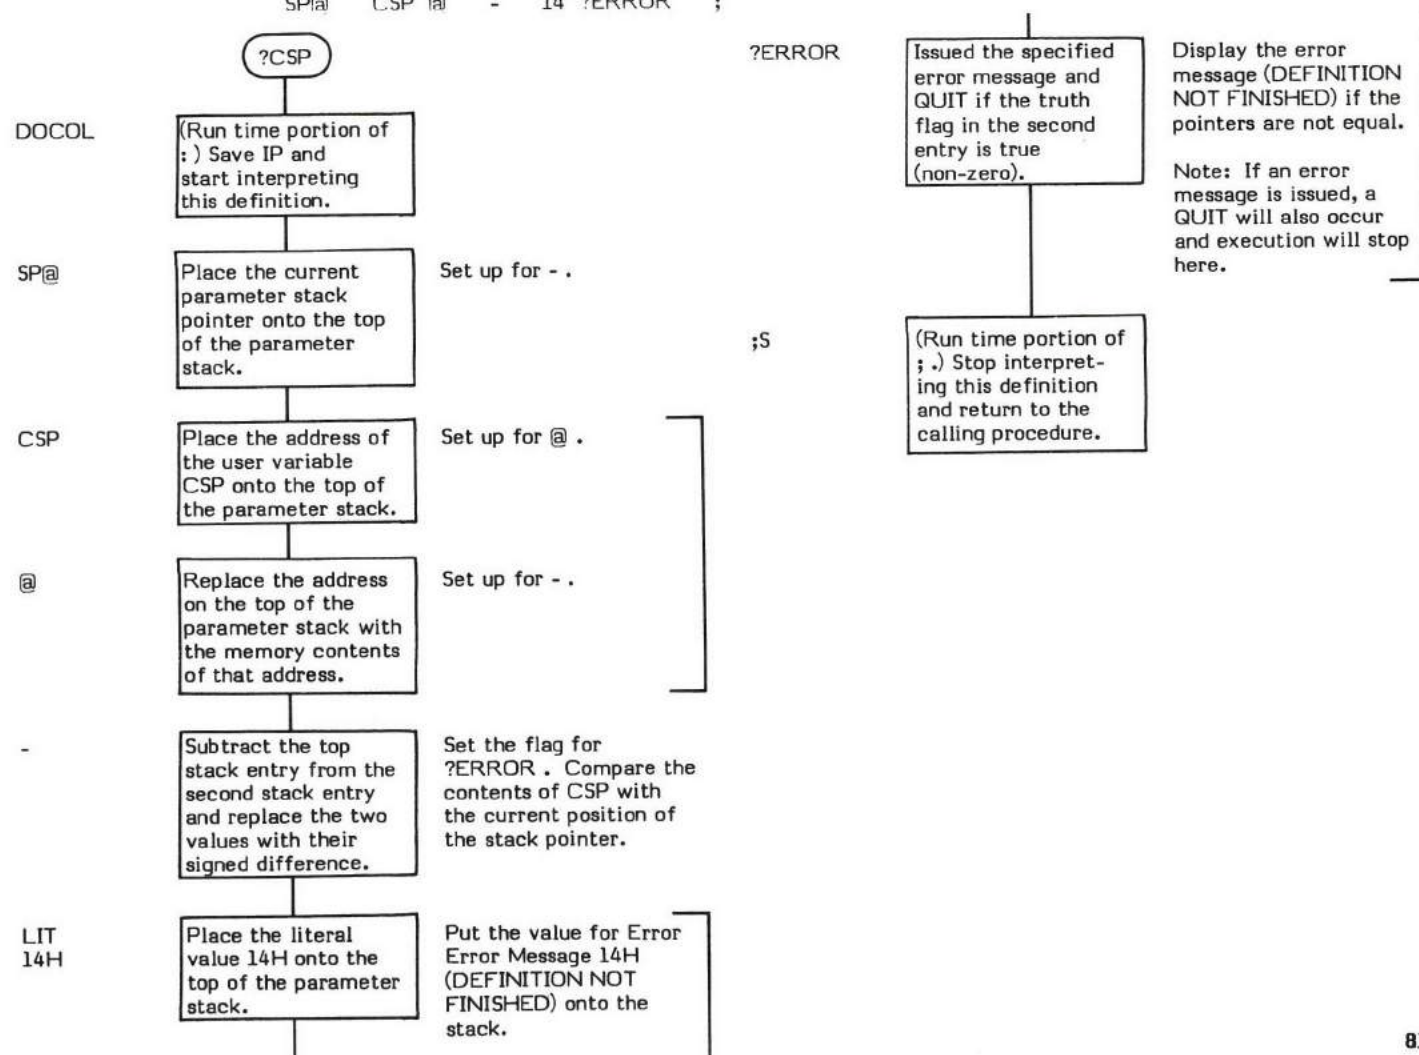 SP@ CSP @ - 14 ?ERROR ;
?CSP
DOCOL
(Run time portion of
: ) Save IP and
start interpreting
this definition.
SP@
Place the current
parameter stack
pointer onto the top
of the parameter
stack.
Set up for - .
CSP
Place the address of
the user variable
CSP onto the top of
the parameter stack.
Set up for @ .
@
Replace the address
on the top of the
parameter stack with
the memory contents
of that address.
Set up for - .
-
Subtract the top
stack entry from the
second stack entry
and replace the two
values with their
signed difference.
Set the flag for
?ERROR . Compare the
contents of CSP with
the current position of
the stack pointer.
LIT
14H
Place the literal
value 14H onto the
top of the parameter
stack.
Put the value for Error
Error Message 14H
(DEFINITION NOT
FINISHED) onto the
stack.
?ERROR
Issued the specified
error message and
QUIT if the truth
flag in the second
entry is true
(non-zero).
Display the error
message (DEFINITION
NOT FINISHED) if the
pointers are not equal.
Note: If an error
message is issued, a
QUIT will also occur
and execution will stop
here.
;S
(Run time portion of
; .) Stop interpret-
ing this definition
and return to the
calling procedure.